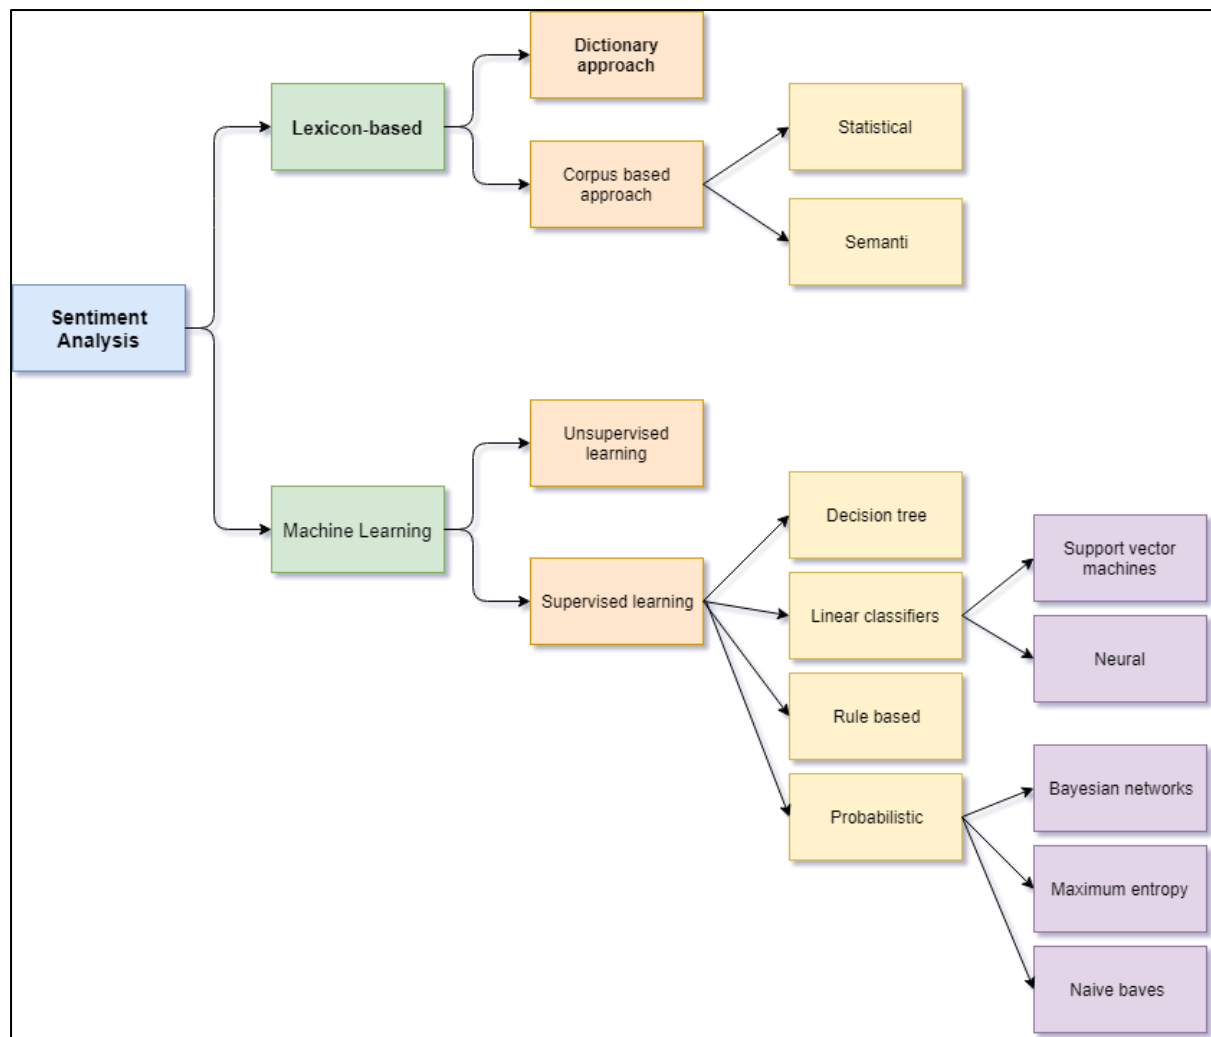 Dictionary
approach
Lexicon-based
Statistical
Corpus based
approach
Semanti
Sentiment
Analysis
Unsupervised
learning
Machine Learning
Decision tree
Support vector
machines
Supervised learning
Linear classifiers
Neural
Rule based
Probabilistic
Bayesian networks
Maximum entropy
Naive baves